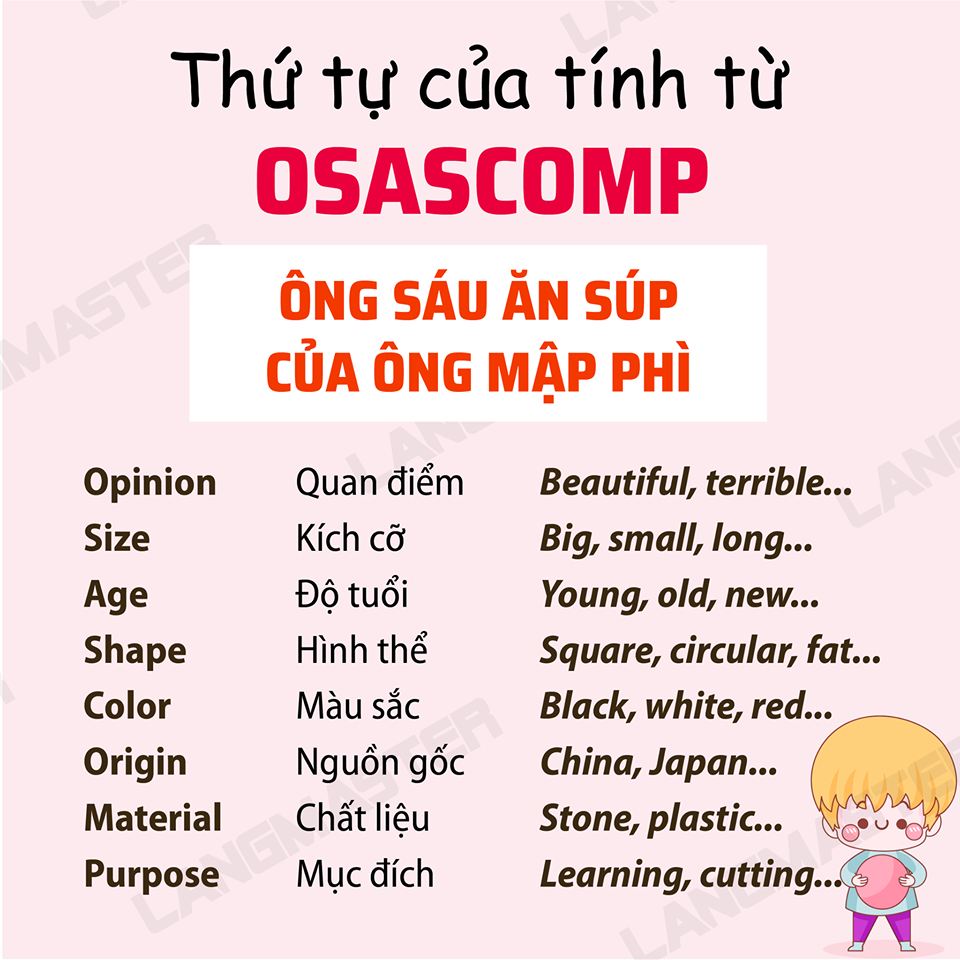 Thứ tự của tính từ
OSASCOMP
ÔNG SÁU ĂN SÚP
CỦA ÔNG MẬP PHÌ
Opinion Quan điểm Beautiful, terrible...
Size Kích cỡ Big, small, long...
Age Độ tuổi Young, old, new...
Shape Hình thể Square, circular, fat...
Color Màu sắc Black, white, red...
Origin Nguồn gốc China, Japan...
Material Chất liệu Stone, plastic...
Purpose Mục đích Learning, cutting...
LANGMASTER